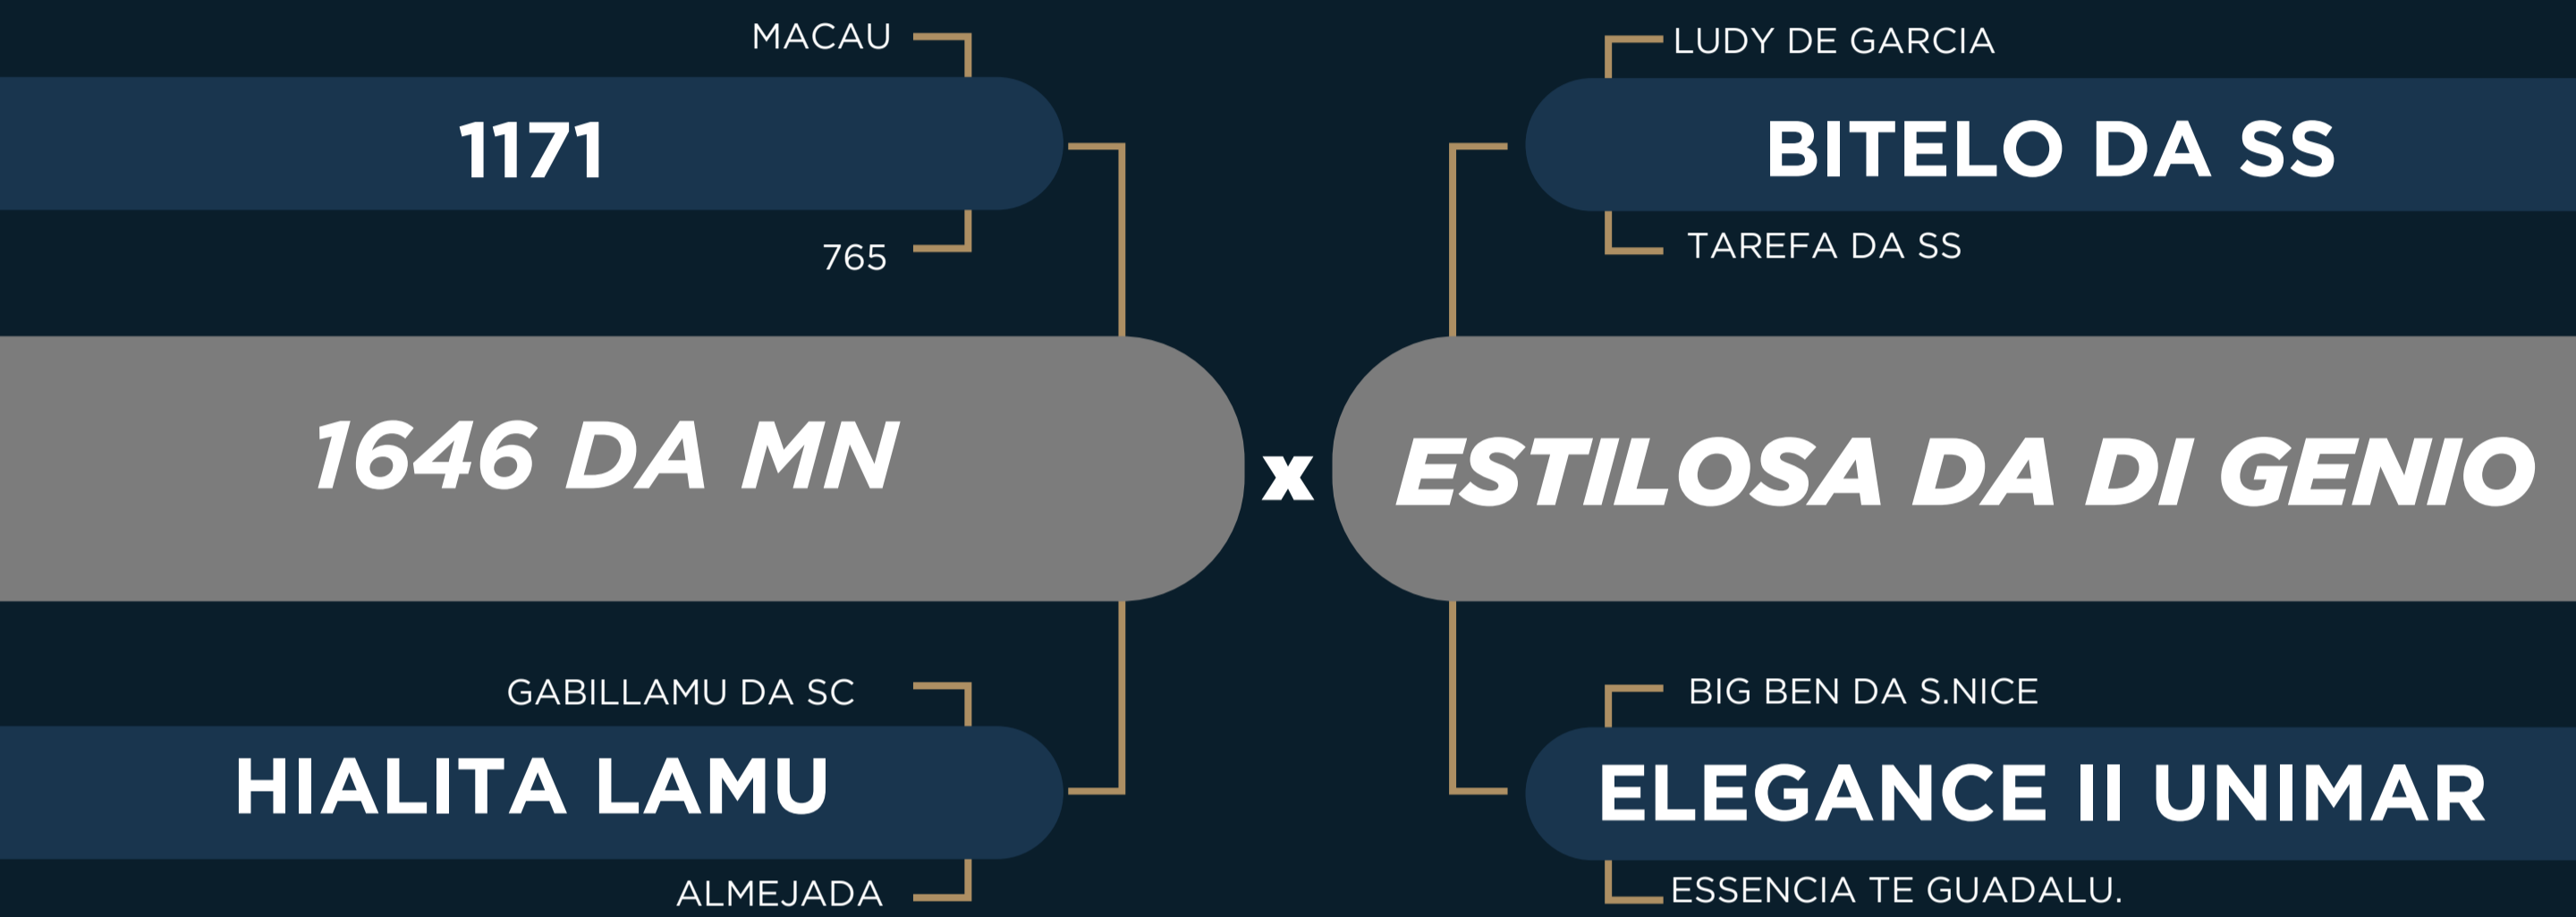 MACAU
1171
765
1646 DA MN
GABILLAMU DA SC
HIALITA LAMU
ALMEJADA
x
LUDY DE GARCIA
BITELO DA SS
TAREFA DA SS
ESTILOSA DA DI GENIO
BIG BEN DA S.NICE
ELEGANCE II UNIMAR
ESSENCIA TE GUADALU.